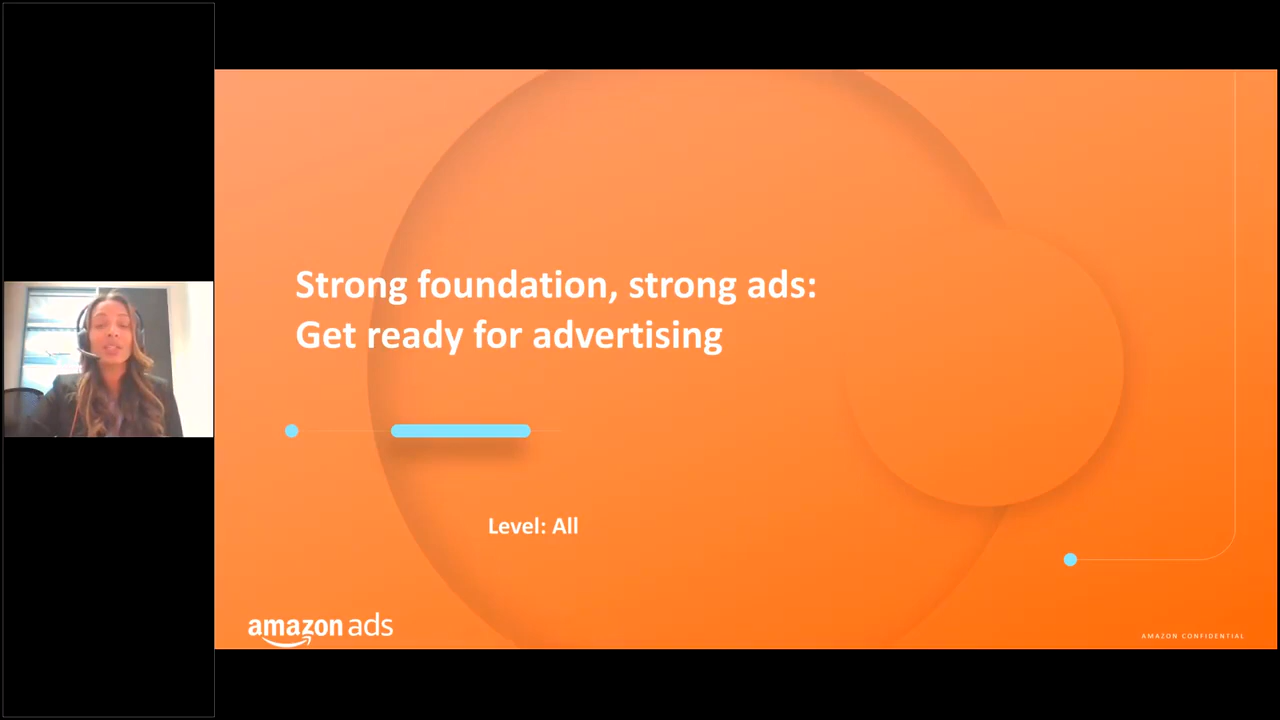 Strong foundation, strong ads:
Get ready for advertising
Level: All
amazon ads
AMAZON CONFIDENTIAL